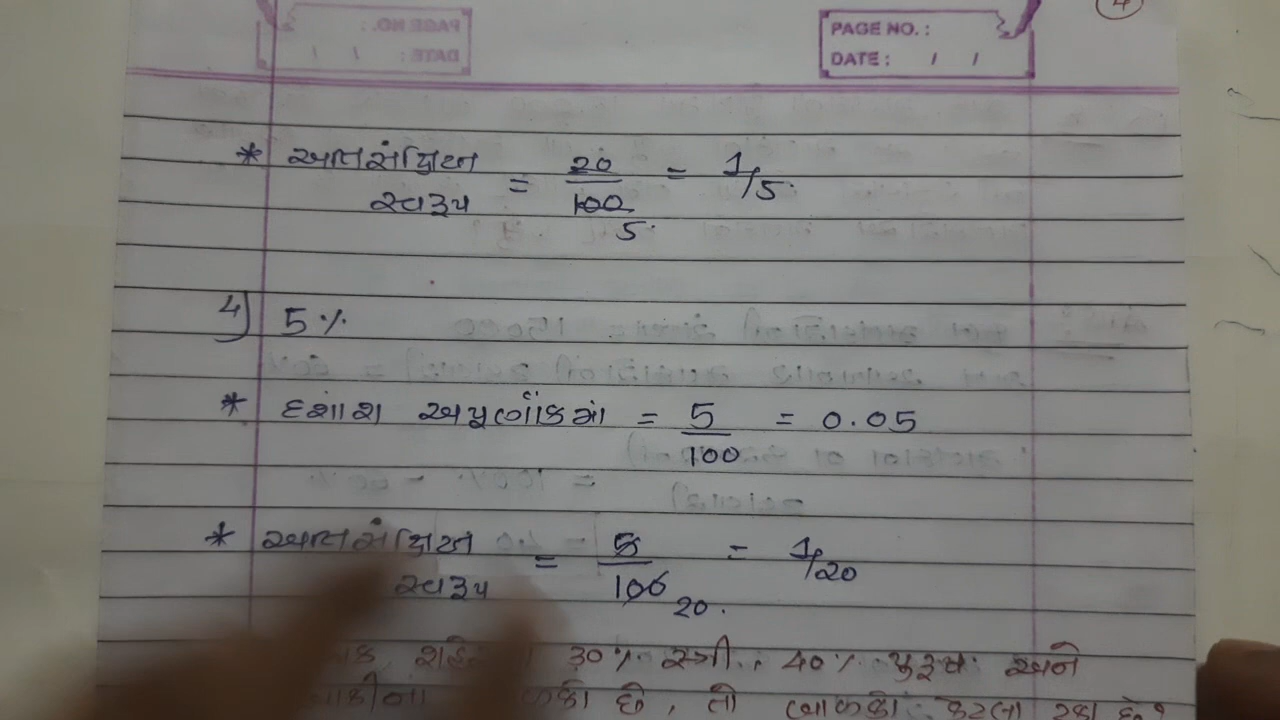 4
PAGE NO. :
DATE : / /
* અતિસંક્ષિપ્ત
સ્વરૂપ = 20/100 = 1/5
5
4) 5 %
* દશાંશ અપૂર્ણાંકમાં = 5/100 = 0.05
* અતિસંક્ષિપ્ત
સ્વરૂપ = 5/100 = 1/20
20
30 % સ્ત્રી, 40 % પુરૂષ અને
છે, તો બાળકો કેટલા ટકા છે?